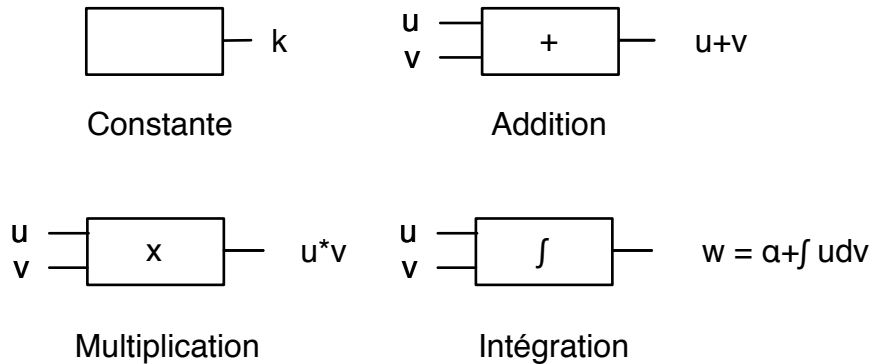 k
Constante
u
v
+
u+v
Addition
u
v
x
u*v
Multiplication
u
v
∫
w = α+∫ udv
Intégration